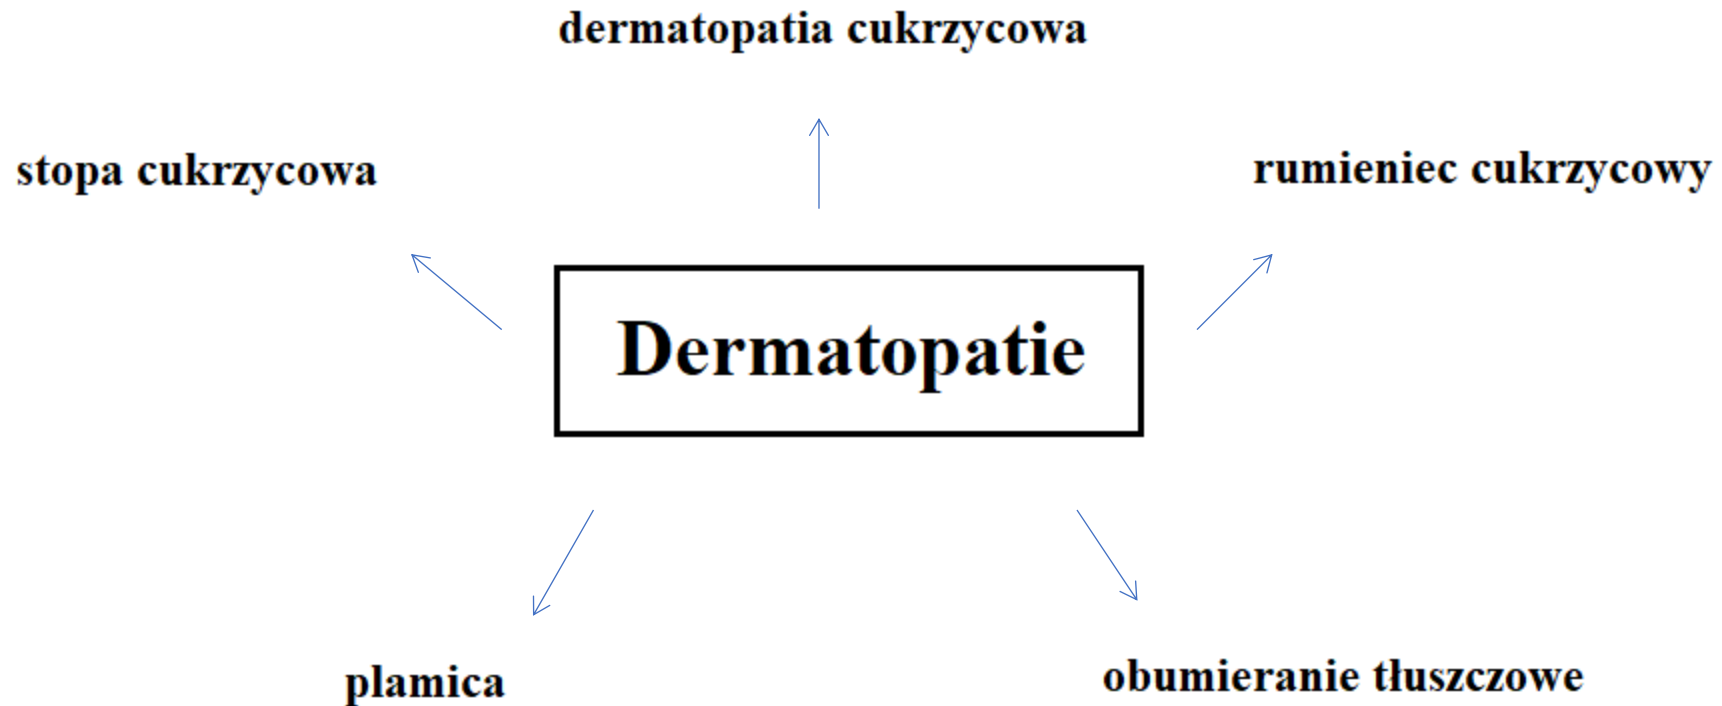 dermatopatia cukrzycowa
stopa cukrzycowa
rumieniec cukrzycowy
Dermatopatie
plamica
obumieranie tłuszczowe